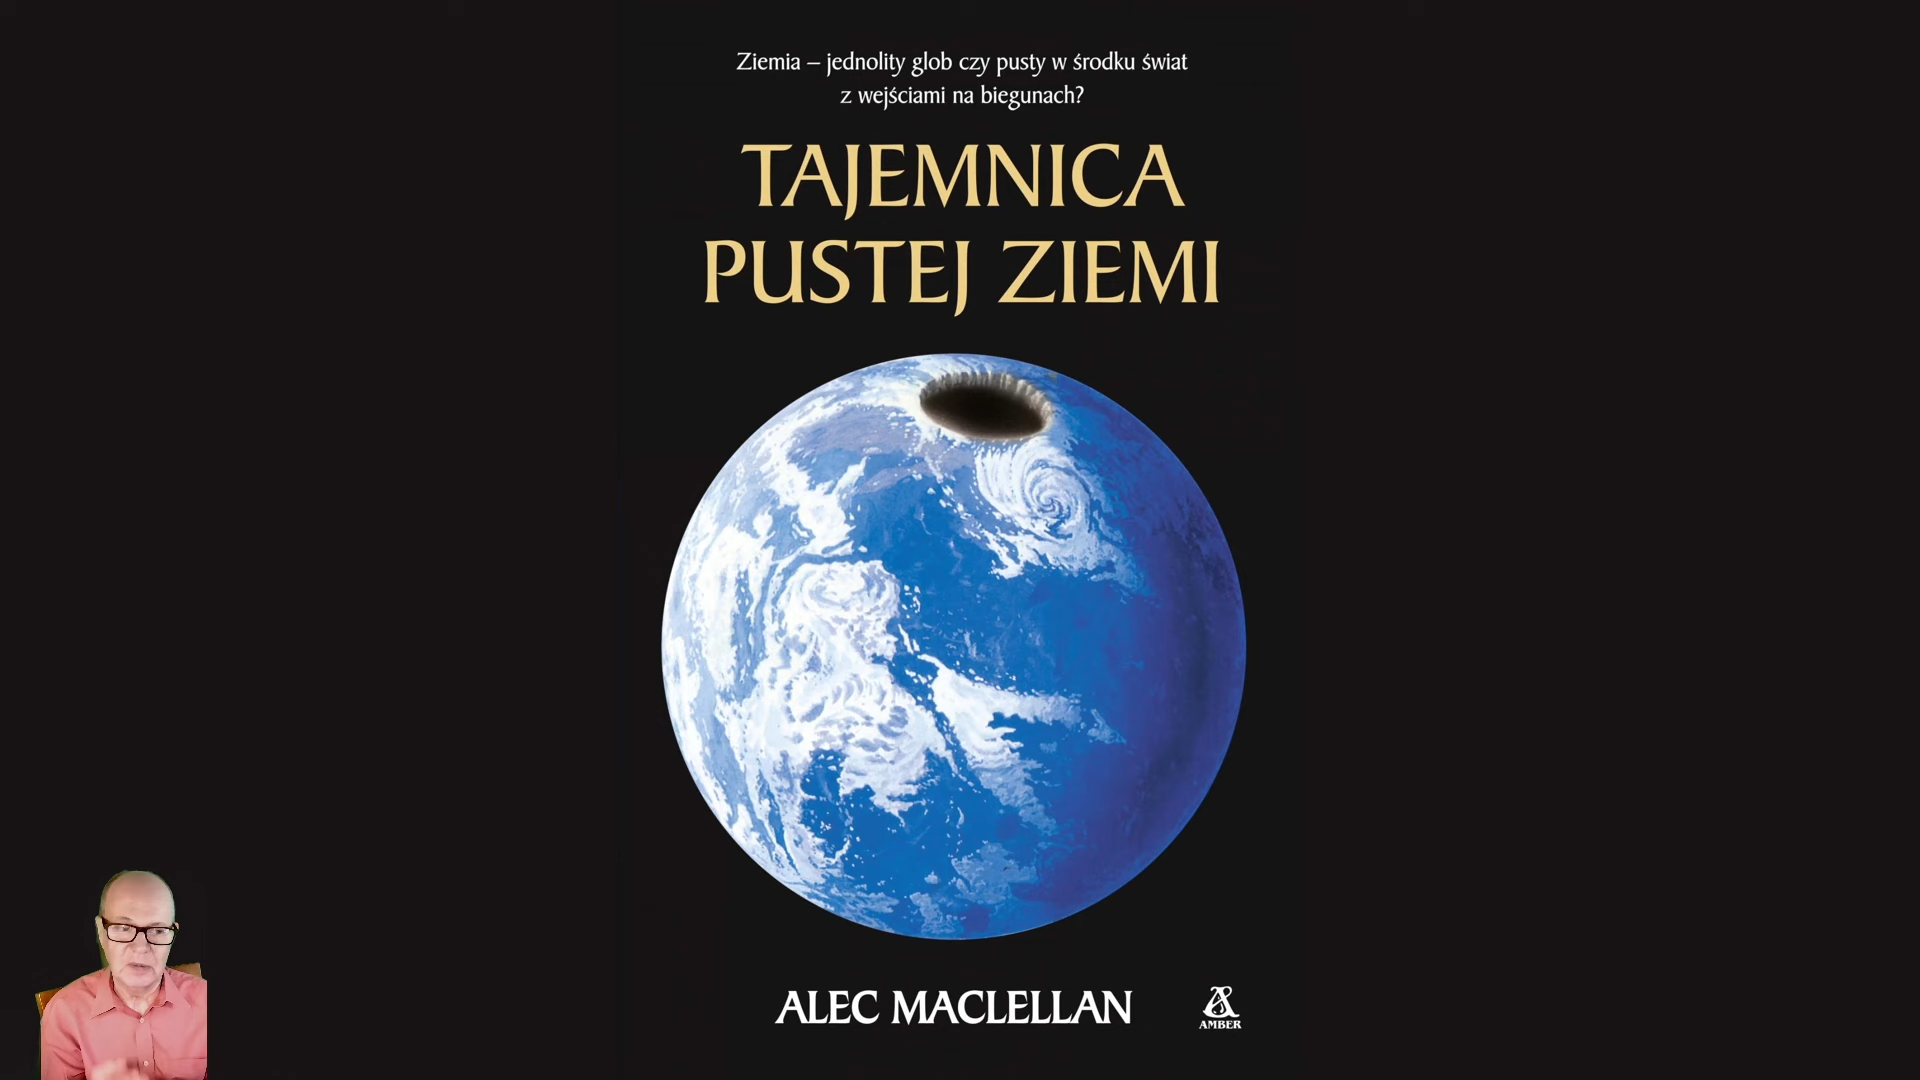 Ziemia – jednolity glob czy pusty w środku świat
z wejściami na biegunach?
TAJEMNICA
PUSTEJ ZIEMI
ALEC MACLELLAN
AMBER